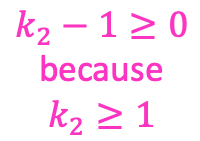 k₂ − 1 ≥ 0
because
k₂ ≥ 1